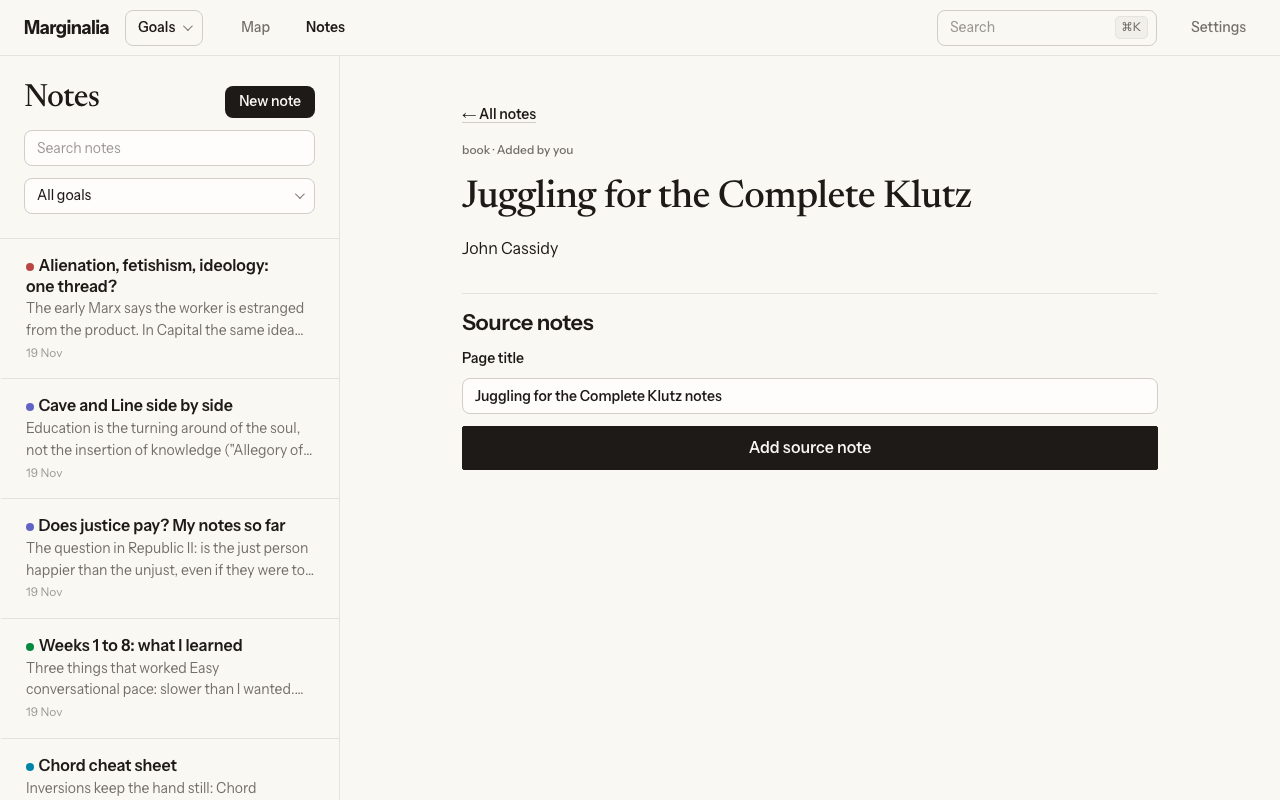 Marginalia
Goals
Map
Notes
Search
⌘K
Settings
Notes
New note
Search notes
All goals
Alienation, fetishism, ideology:
one thread?
The early Marx says the worker is estranged
from the product. In Capital the same idea…
19 Nov
Cave and Line side by side
Education is the turning around of the soul,
not the insertion of knowledge ("Allegory of…
19 Nov
Does justice pay? My notes so far
The question in Republic II: is the just person
happier than the unjust, even if they were to…
19 Nov
Weeks 1 to 8: what I learned
Three things that worked Easy
conversational pace: slower than I wanted.…
19 Nov
Chord cheat sheet
Inversions keep the hand still: Chord
← All notes
book · Added by you
Juggling for the Complete Klutz
John Cassidy
Source notes
Page title
Juggling for the Complete Klutz notes
Add source note